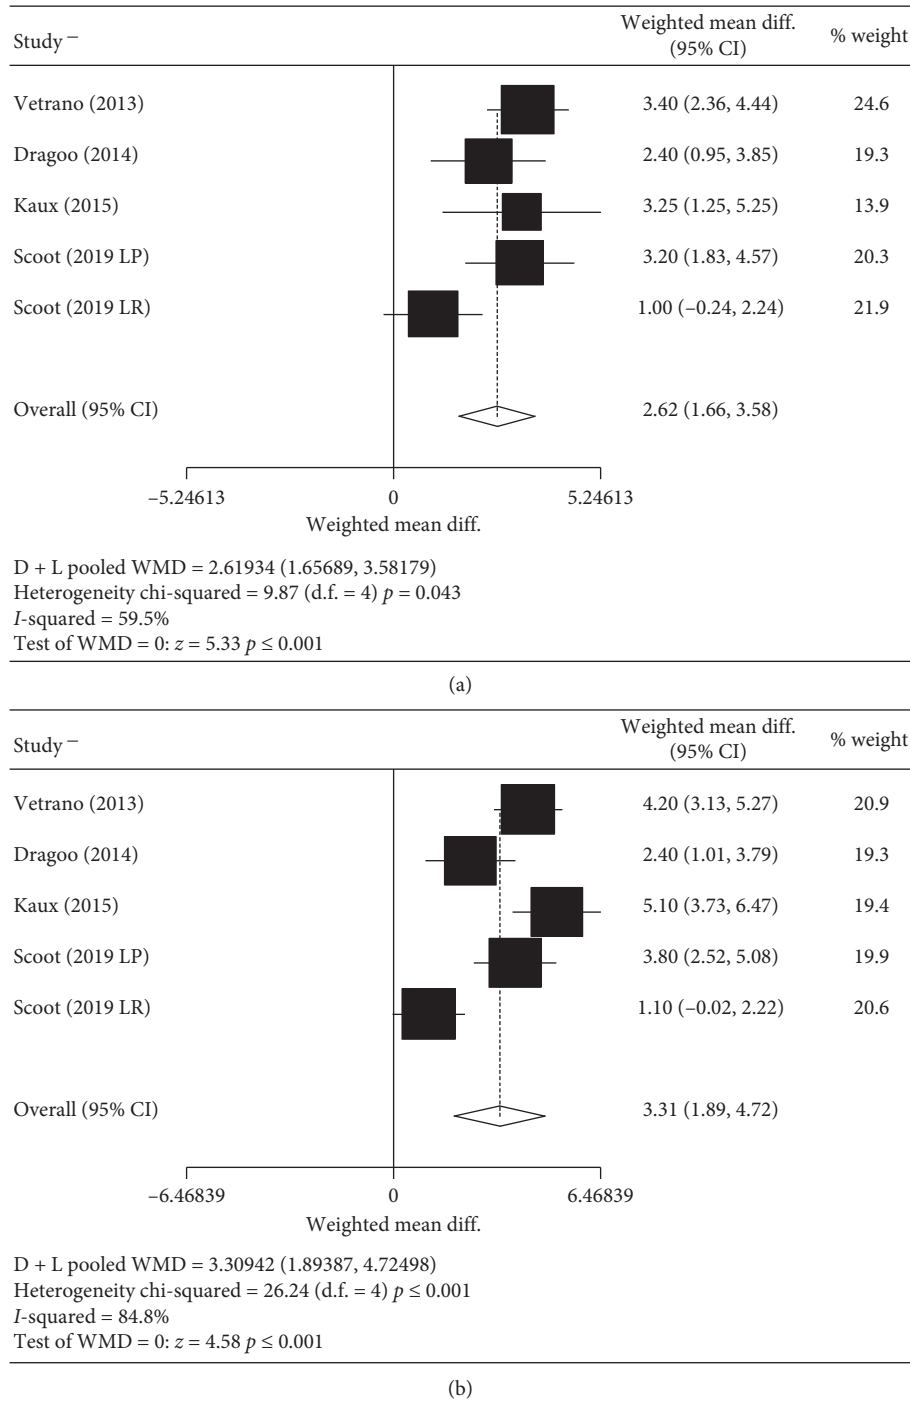 Study – Weighted mean diff. (95% CI) % weight
Vetrano (2013) 3.40 (2.36, 4.44) 24.6
Dragoo (2014) 2.40 (0.95, 3.85) 19.3
Kaux (2015) 3.25 (1.25, 5.25) 13.9
Scoot (2019 LP) 3.20 (1.83, 4.57) 20.3
Scoot (2019 LR) 1.00 (–0.24, 2.24) 21.9
Overall (95% CI) 2.62 (1.66, 3.58)
–5.24613 0 5.24613
Weighted mean diff.
D + L pooled WMD = 2.61934 (1.65689, 3.58179)
Heterogeneity chi-squared = 9.87 (d.f. = 4) p = 0.043
I-squared = 59.5%
Test of WMD = 0: z = 5.33 p ≤ 0.001
(a)
Study – Weighted mean diff. (95% CI) % weight
Vetrano (2013) 4.20 (3.13, 5.27) 20.9
Dragoo (2014) 2.40 (1.01, 3.79) 19.3
Kaux (2015) 5.10 (3.73, 6.47) 19.4
Scoot (2019 LP) 3.80 (2.52, 5.08) 19.9
Scoot (2019 LR) 1.10 (–0.02, 2.22) 20.6
Overall (95% CI) 3.31 (1.89, 4.72)
–6.46839 0 6.46839
Weighted mean diff.
D + L pooled WMD = 3.30942 (1.89387, 4.72498)
Heterogeneity chi-squared = 26.24 (d.f. = 4) p ≤ 0.001
I-squared = 84.8%
Test of WMD = 0: z = 4.58 p ≤ 0.001
(b)